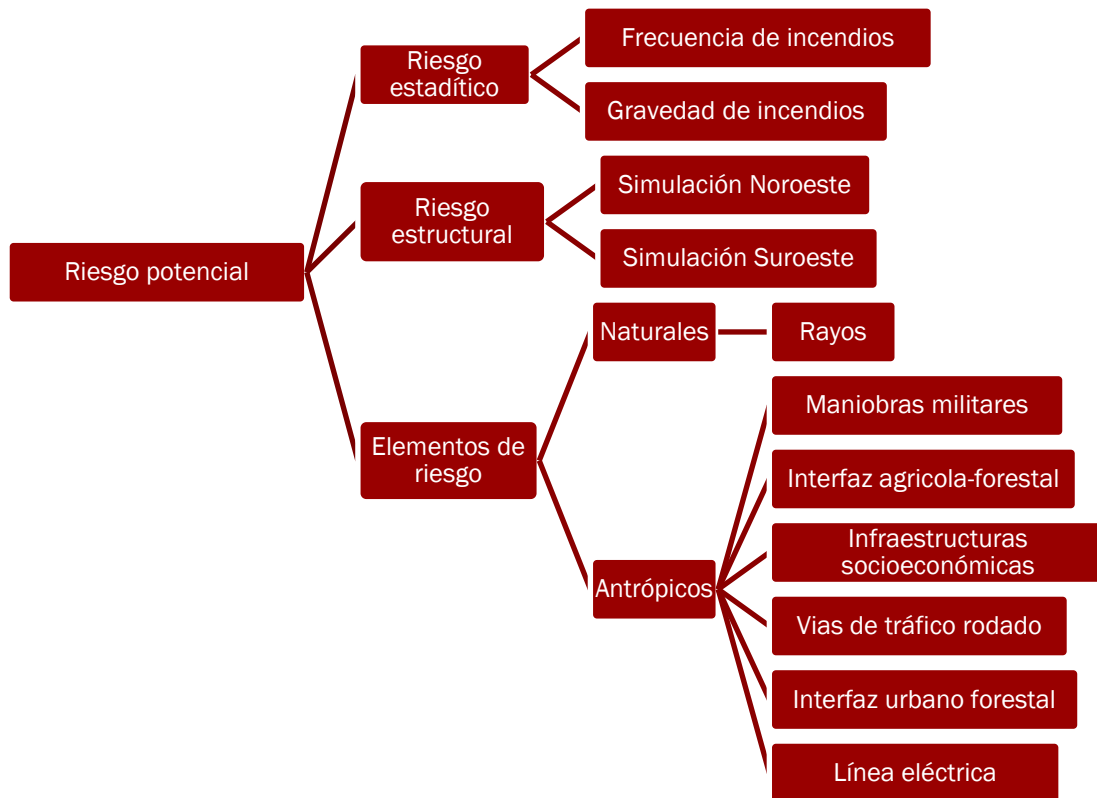 Riesgo potencial
Riesgo
estadítico
Frecuencia de incendios
Gravedad de incendios
Riesgo
estructural
Simulación Noroeste
Simulación Suroeste
Elementos de
riesgo
Naturales
Rayos
Antrópicos
Maniobras militares
Interfaz agricola-forestal
Infraestructuras
socioeconómicas
Vias de tráfico rodado
Interfaz urbano forestal
Línea eléctrica